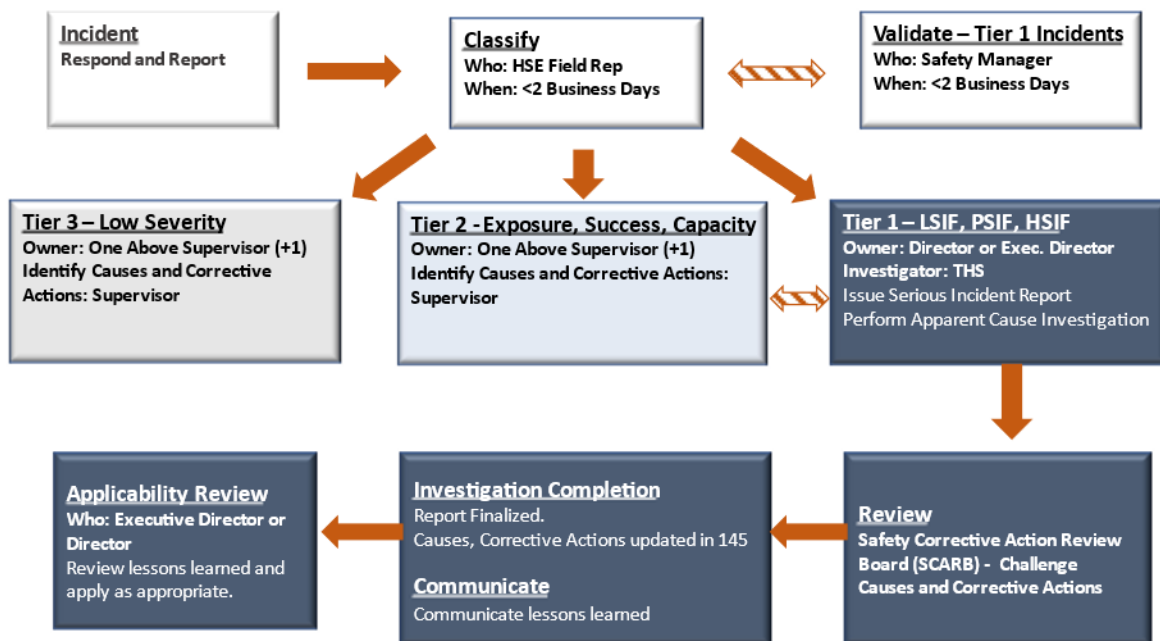 Incident
Respond and Report
Classify
Who: HSE Field Rep
When: <2 Business Days
Validate – Tier 1 Incidents
Who: Safety Manager
When: <2 Business Days
Tier 3 – Low Severity
Owner: One Above Supervisor (+1)
Identify Causes and Corrective
Actions: Supervisor
Tier 2 - Exposure, Success, Capacity
Owner: One Above Supervisor (+1)
Identify Causes and Corrective Actions:
Supervisor
Tier 1 – LSIF, PSIF, HSIF
Owner: Director or Exec. Director
Investigator: THS
Issue Serious Incident Report
Perform Apparent Cause Investigation
Applicability Review
Who: Executive Director or
Director
Review lessons learned and
apply as appropriate.
Investigation Completion
Report Finalized.
Causes, Corrective Actions updated in 145
Communicate
Communicate lessons learned
Review
Safety Corrective Action Review
Board (SCARB) - Challenge
Causes and Corrective Actions